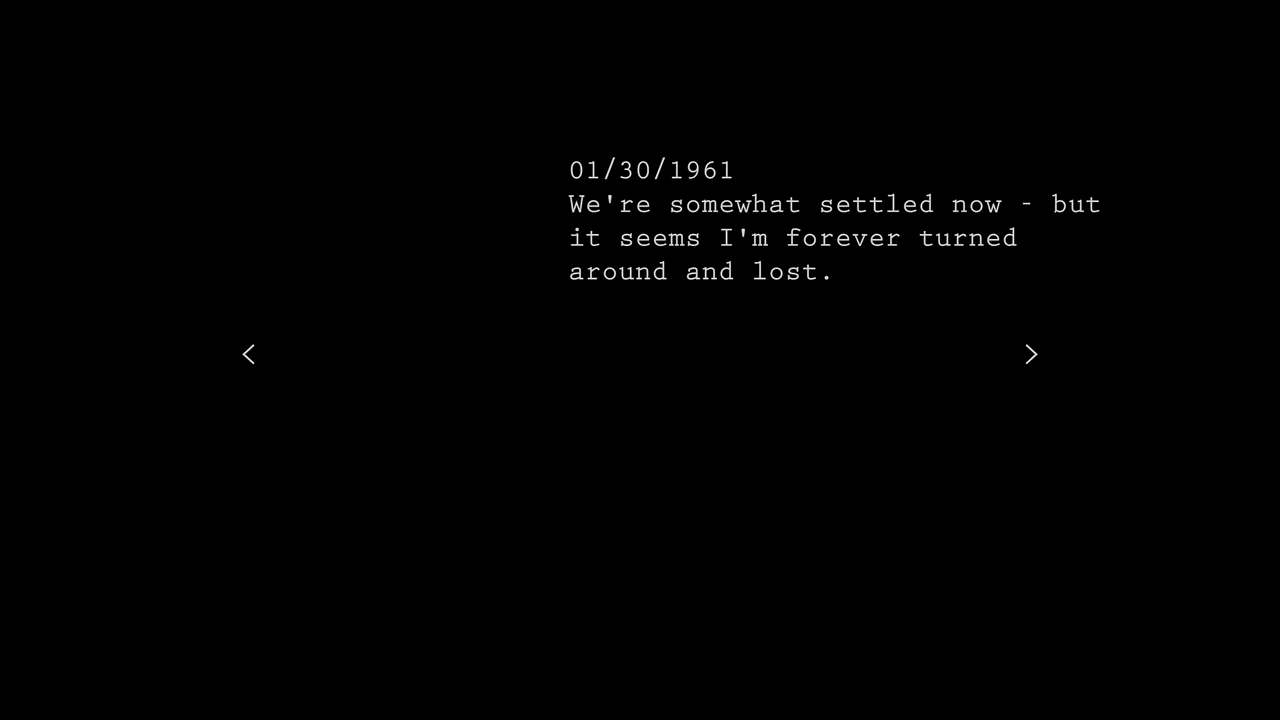 01/30/1961
We're somewhat settled now - but
it seems I'm forever turned
around and lost.
< >